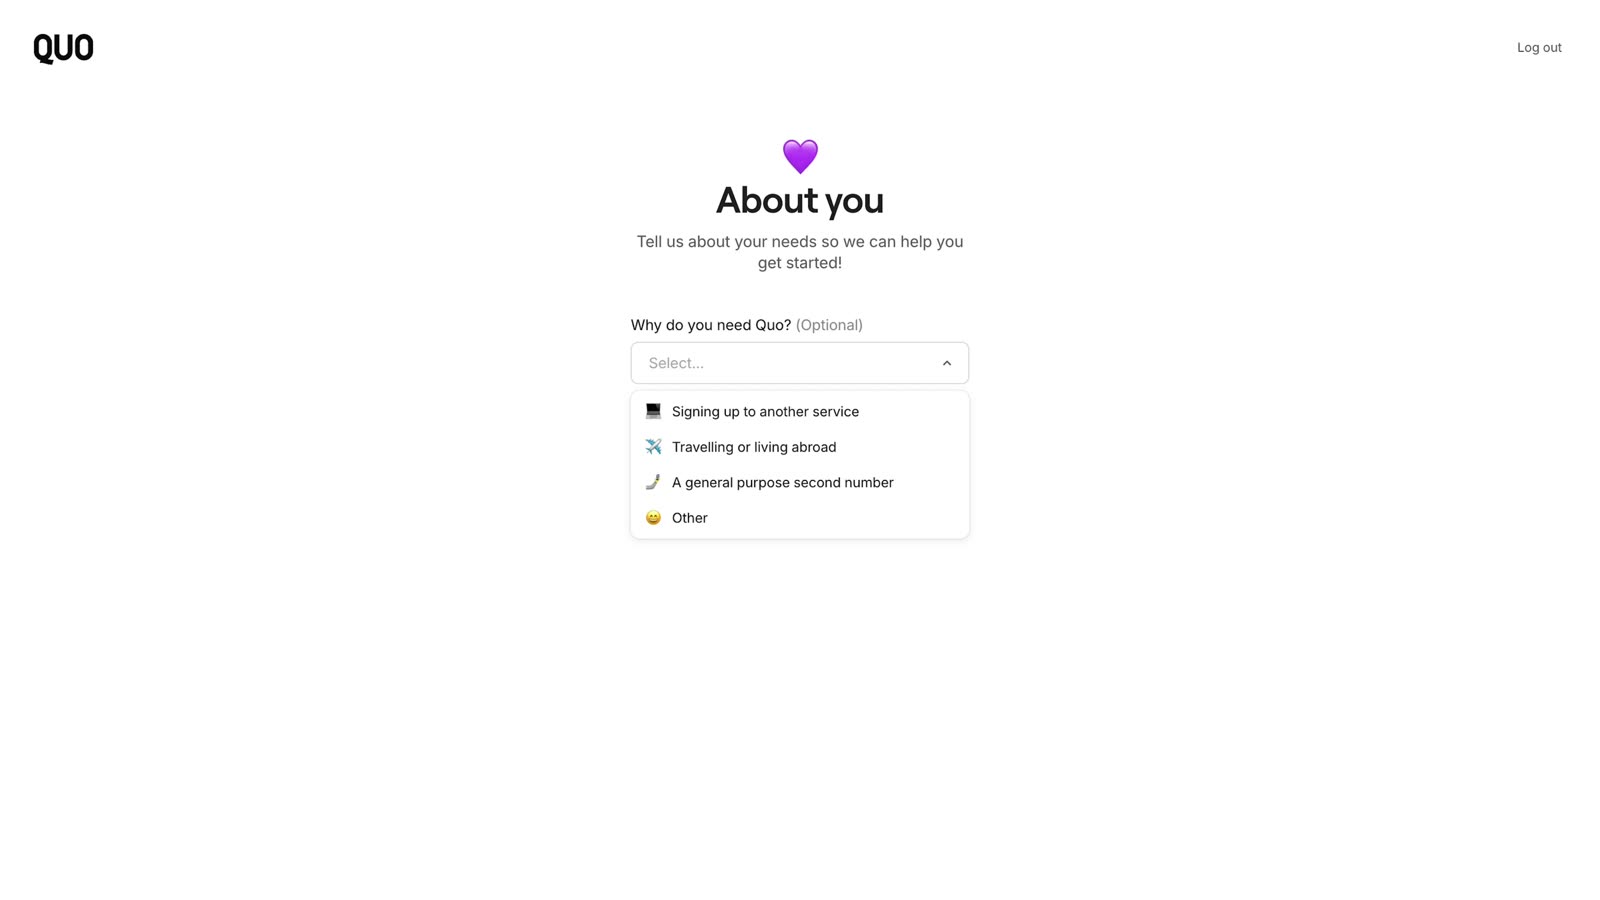 QUO
Log out
About you
Tell us about your needs so we can help you
get started!
Why do you need Quo? (Optional)
Select...
Signing up to another service
Travelling or living abroad
A general purpose second number
Other